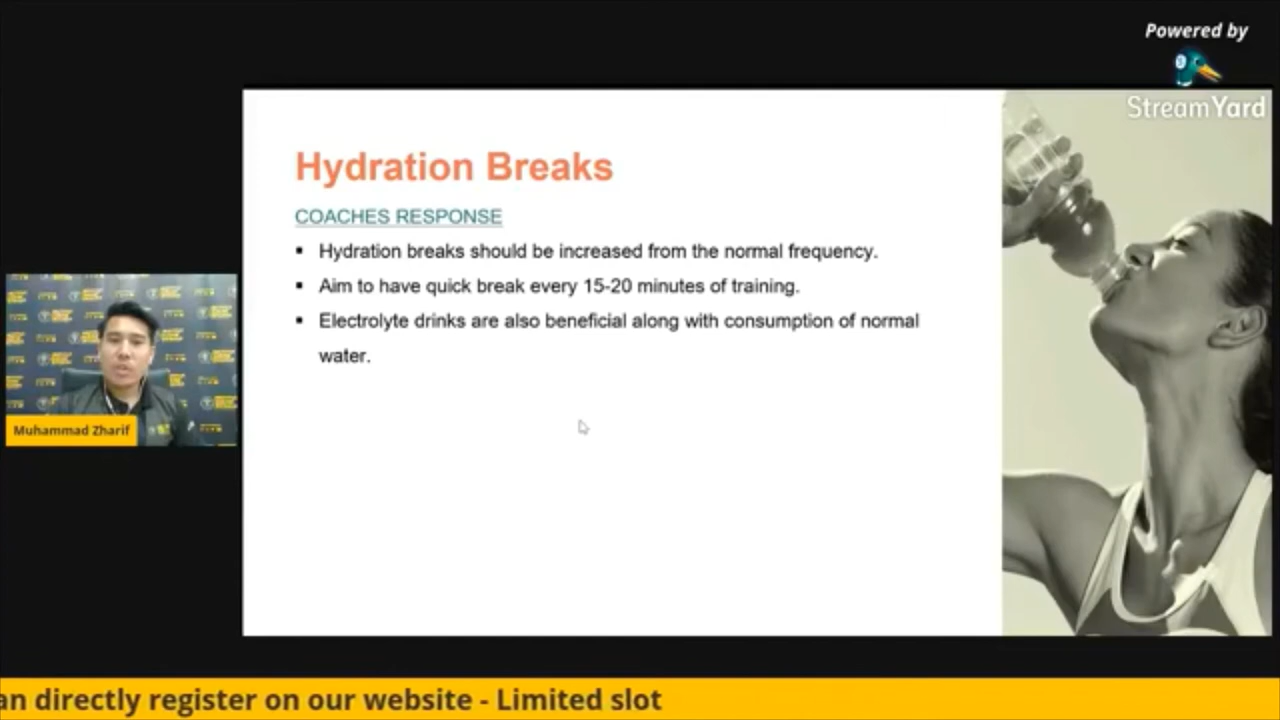 Powered by
StreamYard
Hydration Breaks
COACHES RESPONSE
▪ Hydration breaks should be increased from the normal frequency.
▪ Aim to have quick break every 15-20 minutes of training.
▪ Electrolyte drinks are also beneficial along with consumption of normal
water.
Muhammad Zharif
an directly register on our website - Limited slot